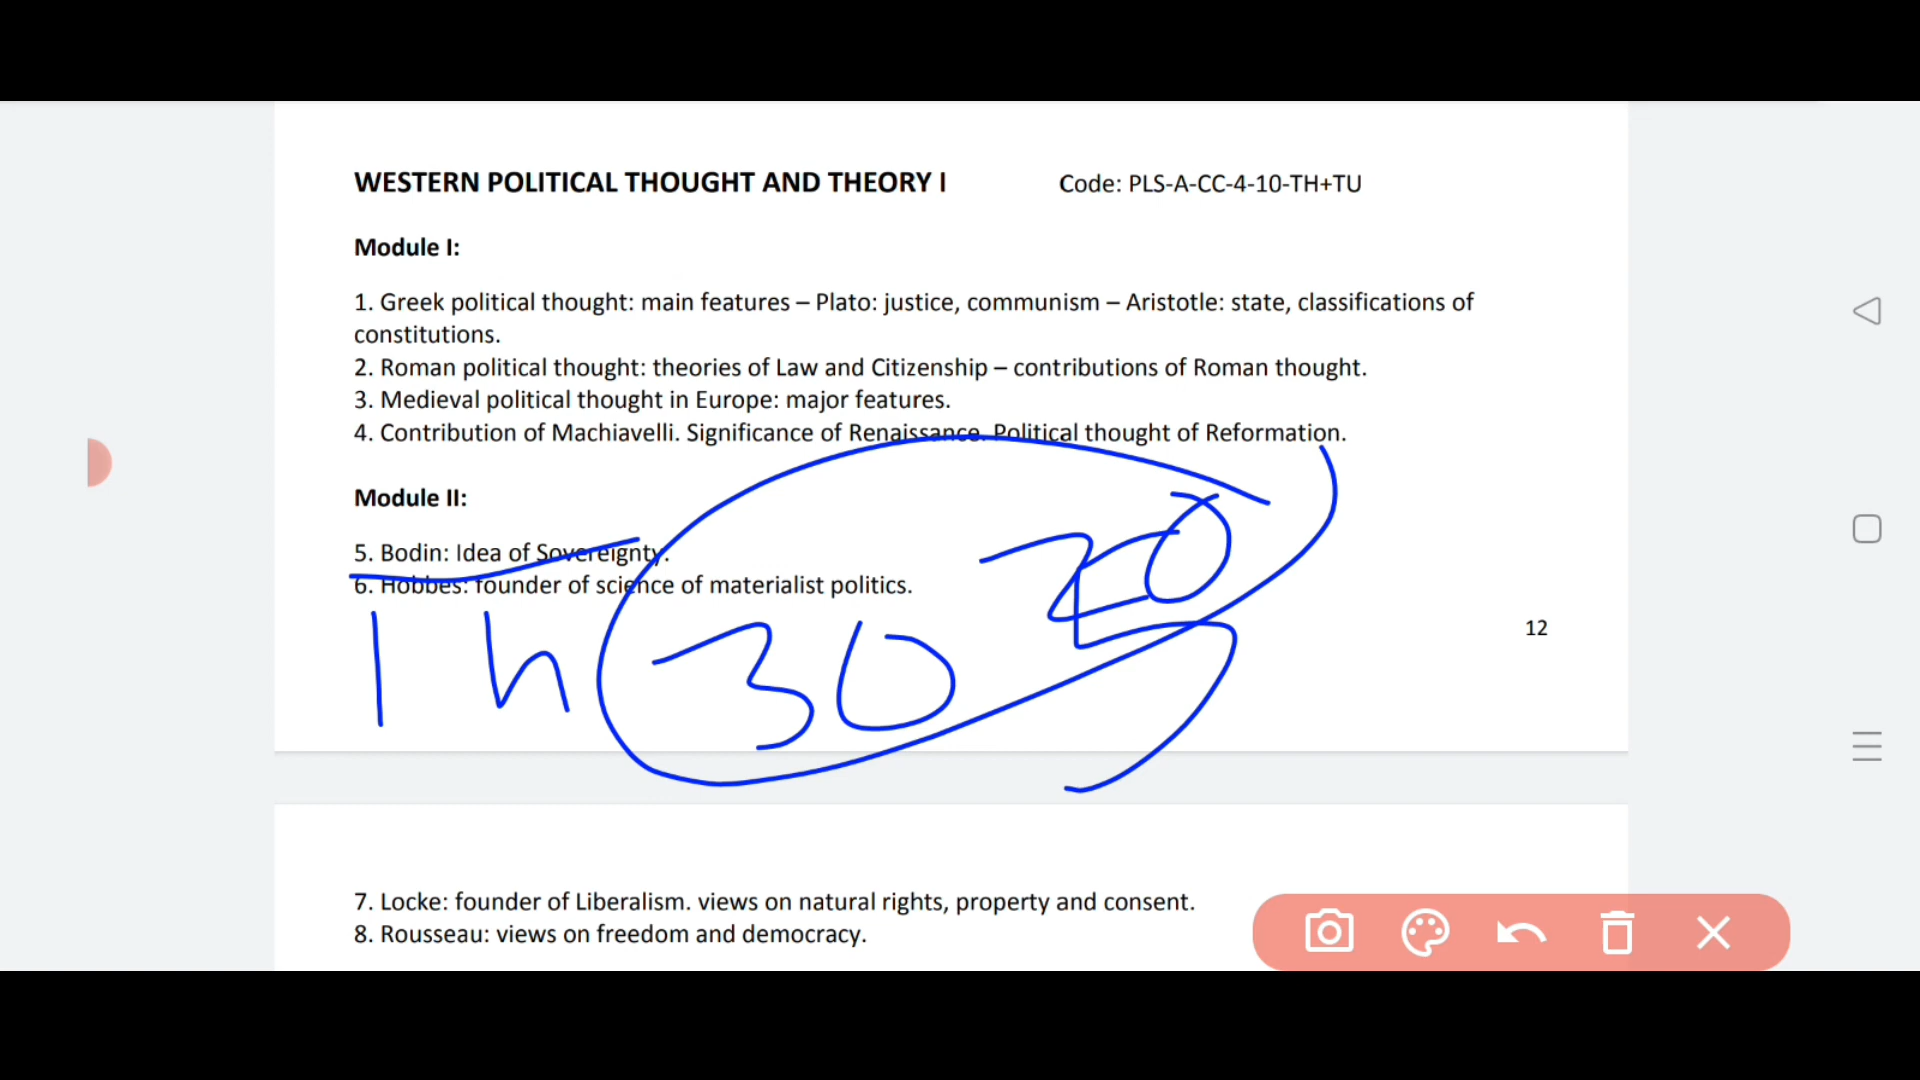 WESTERN POLITICAL THOUGHT AND THEORY I Code: PLS-A-CC-4-10-TH+TU
Module I:
1. Greek political thought: main features – Plato: justice, communism – Aristotle: state, classifications of
constitutions.
2. Roman political thought: theories of Law and Citizenship – contributions of Roman thought.
3. Medieval political thought in Europe: major features.
4. Contribution of Machiavelli. Significance of Renaissance. Political thought of Reformation.
Module II:
5. Bodin: Idea of Sovereignty.
6. Hobbes: founder of science of materialist politics.
1 h 30
12
7. Locke: founder of Liberalism. views on natural rights, property and consent.
8. Rousseau: views on freedom and democracy.